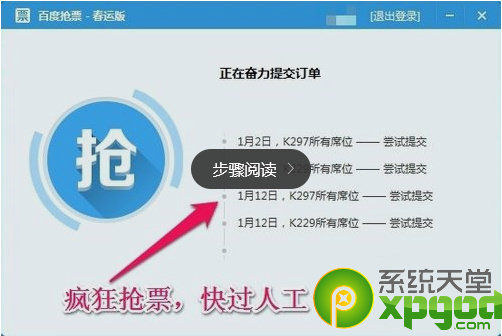 票 百度抢票 - 春运版 [退出登录]
正在奋力提交订单
抢
1月2日，K297所有席位 —— 尝试提交
步骤阅读
K229所有席位 —— 尝试提交
1月12日，K297所有席位 —— 尝试提交
1月12日，K229所有席位 —— 尝试提交
疯狂抢票，快过人工
系统天堂
xpgod.com